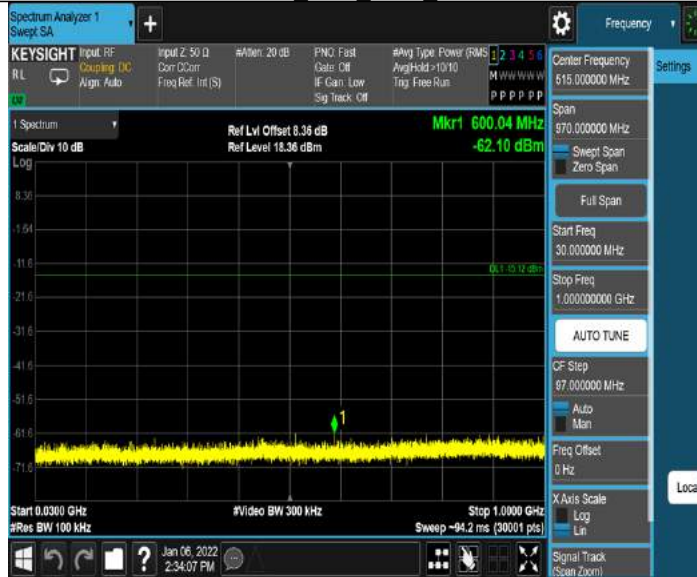 Spectrum Analyzer 1
Swept SA
Frequency
KEYSIGHT
RL
Input: RF
Coupling: DC
Align: Auto
Input Z: 50 Ω
Corr CCorr
Freq Ref: Int (S)
#Atten: 20 dB
PNO: Fast
Gate: Off
IF Gain: Low
Sig Track: Off
#Avg Type: Power (RMS
Avg|Hold:>10/10
Trig: Free Run
1 2 3 4 5 6
M W W W W W
P P P P P P
1 Spectrum
Scale/Div 10 dB
Log
Ref Lvl Offset 8.36 dB
Ref Level 18.36 dBm
Mkr1 600.04 MHz
-62.10 dBm
8.36
-1.64
-11.6
DL1 -15.12 dBm
-21.6
-31.6
-41.6
-51.6
-61.6
-71.6
1
Start 0.0300 GHz
#Res BW 100 kHz
#Video BW 300 kHz
Stop 1.0000 GHz
Sweep ~94.2 ms (30001 pts)
?
Jan 06, 2022
2:34:07 PM
Center Frequency
515.000000 MHz
Settings
Span
970.000000 MHz
Swept Span
Zero Span
Full Span
Start Freq
30.000000 MHz
Stop Freq
1.000000000 GHz
AUTO TUNE
CF Step
97.000000 MHz
Auto
Man
Freq Offset
0 Hz
X Axis Scale
Log
Lin
Signal Track
(Span Zoom)
Loca